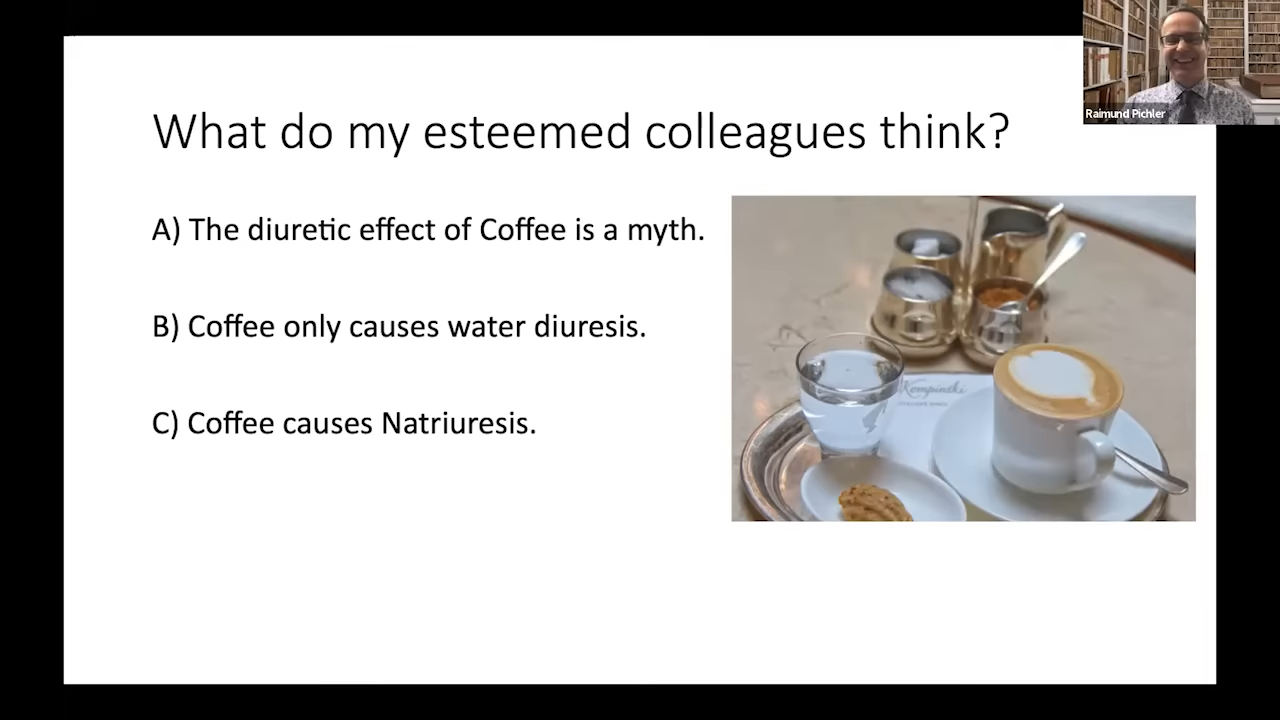 Raimund Pichler
What do my esteemed colleagues think?
A) The diuretic effect of Coffee is a myth.
B) Coffee only causes water diuresis.
C) Coffee causes Natriuresis.
Kempinski